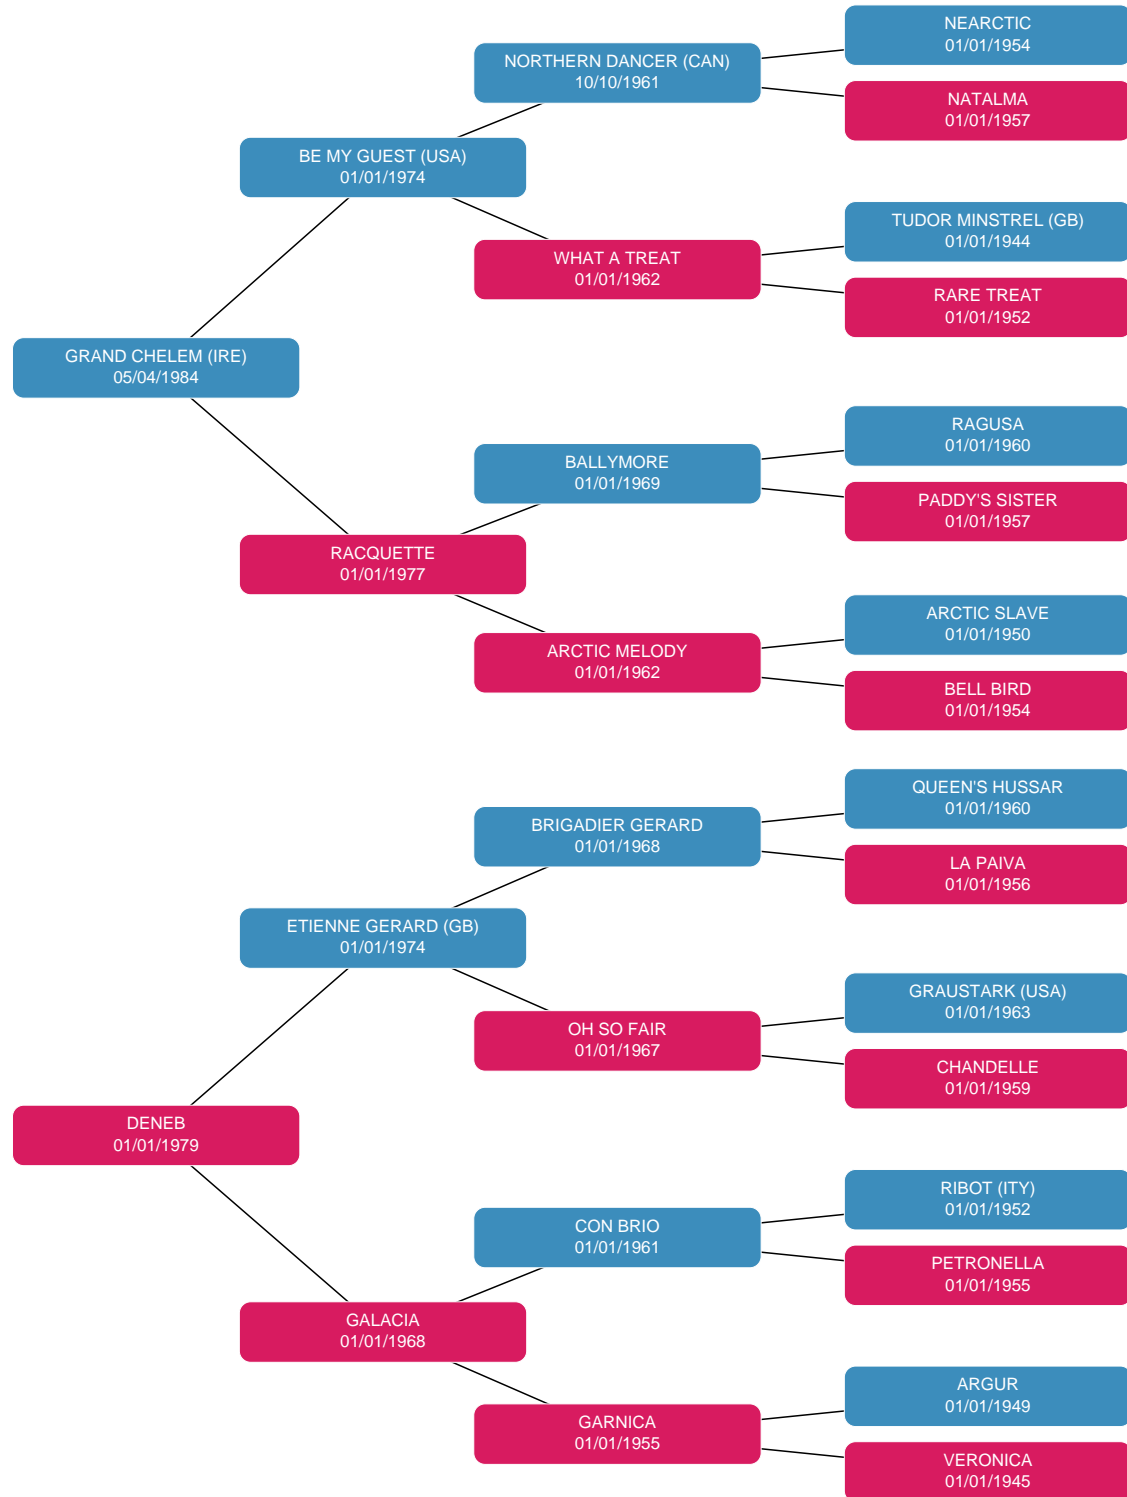 NEARCTIC
01/01/1954
NORTHERN DANCER (CAN)
10/10/1961
NATALMA
01/01/1957
BE MY GUEST (USA)
01/01/1974
TUDOR MINSTREL (GB)
01/01/1944
WHAT A TREAT
01/01/1962
RARE TREAT
01/01/1952
GRAND CHELEM (IRE)
05/04/1984
RAGUSA
01/01/1960
BALLYMORE
01/01/1969
PADDY'S SISTER
01/01/1957
RACQUETTE
01/01/1977
ARCTIC SLAVE
01/01/1950
ARCTIC MELODY
01/01/1962
BELL BIRD
01/01/1954
QUEEN'S HUSSAR
01/01/1960
BRIGADIER GERARD
01/01/1968
LA PAIVA
01/01/1956
ETIENNE GERARD (GB)
01/01/1974
GRAUSTARK (USA)
01/01/1963
OH SO FAIR
01/01/1967
CHANDELLE
01/01/1959
DENEB
01/01/1979
RIBOT (ITY)
01/01/1952
CON BRIO
01/01/1961
PETRONELLA
01/01/1955
GALACIA
01/01/1968
ARGUR
01/01/1949
GARNICA
01/01/1955
VERONICA
01/01/1945